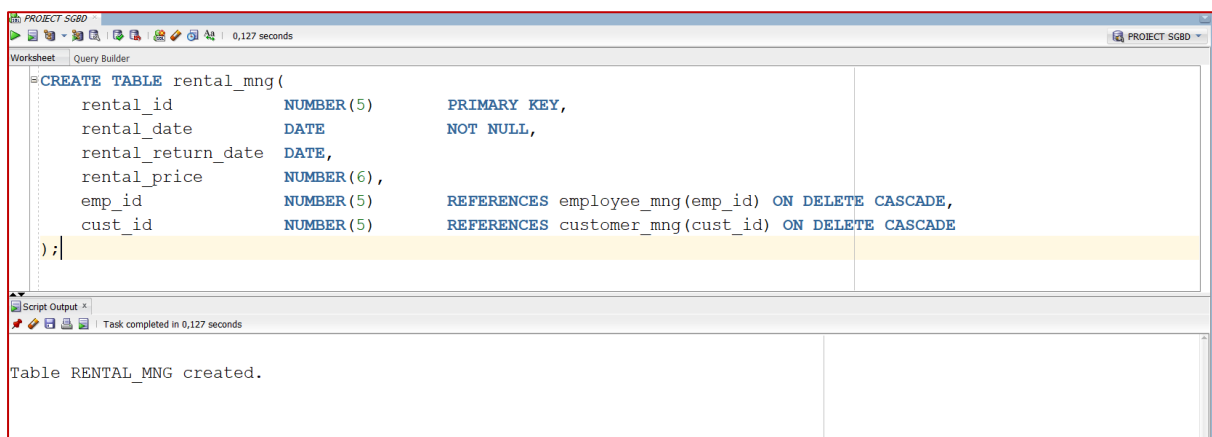 PROIECT SGBD
0,127 seconds
PROIECT SGBD
Worksheet Query Builder
CREATE TABLE rental_mng(
rental_id NUMBER(5) PRIMARY KEY,
rental_date DATE NOT NULL,
rental_return_date DATE,
rental_price NUMBER(6),
emp_id NUMBER(5) REFERENCES employee_mng(emp_id) ON DELETE CASCADE,
cust_id NUMBER(5) REFERENCES customer_mng(cust_id) ON DELETE CASCADE
);
Script Output x
Task completed in 0,127 seconds
Table RENTAL_MNG created.